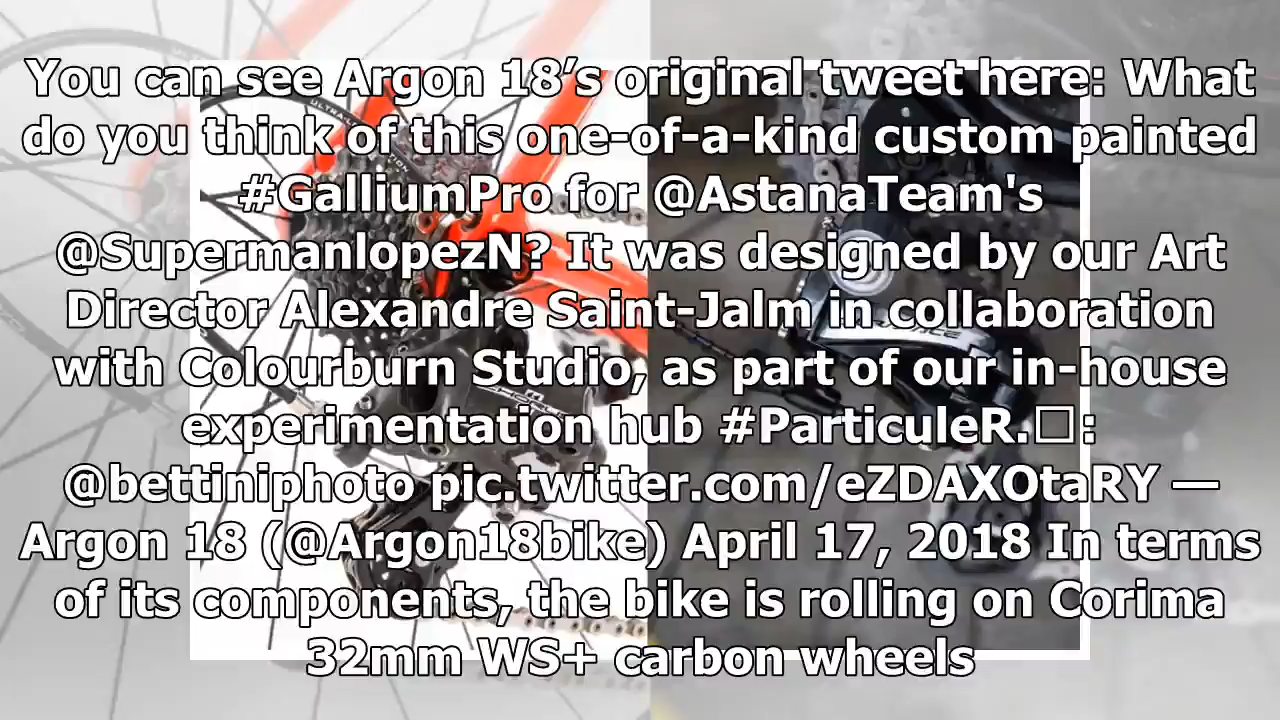 You can see Argon 18’s original tweet here: What
do you think of this one-of-a-kind custom painted
#GalliumPro for @AstanaTeam's
@SupermanlopezN? It was designed by our Art
Director Alexandre Saint-Jalm in collaboration
with Colourburn Studio, as part of our in-house
experimentation hub #ParticuleR.□:
@bettiniphoto pic.twitter.com/eZDAXOtaRY —
Argon 18 (@Argon18bike) April 17, 2018 In terms
of its components, the bike is rolling on Corima
32mm WS+ carbon wheels